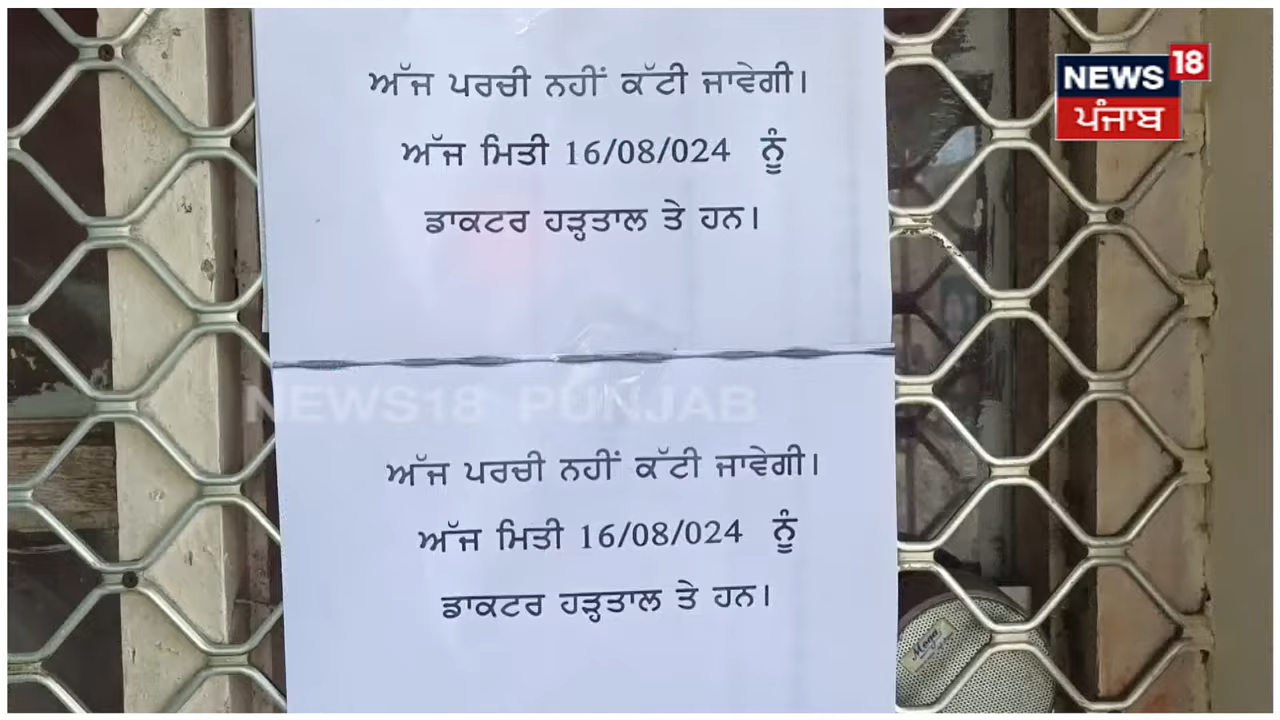 ਅੱਜ ਪਰਚੀ ਨਹੀਂ ਕੱਟੀ ਜਾਵੇਗੀ।
ਅੱਜ ਮਿਤੀ 16/08/024 ਨੂੰ
ਡਾਕਟਰ ਹੜ੍ਹਤਾਲ ਤੇ ਹਨ।
NEWS 18
ਪੰਜਾਬ
NEWS18 PUNJAB
ਅੱਜ ਪਰਚੀ ਨਹੀਂ ਕੱਟੀ ਜਾਵੇਗੀ।
ਅੱਜ ਮਿਤੀ 16/08/024 ਨੂੰ
ਡਾਕਟਰ ਹੜ੍ਹਤਾਲ ਤੇ ਹਨ।
Mega